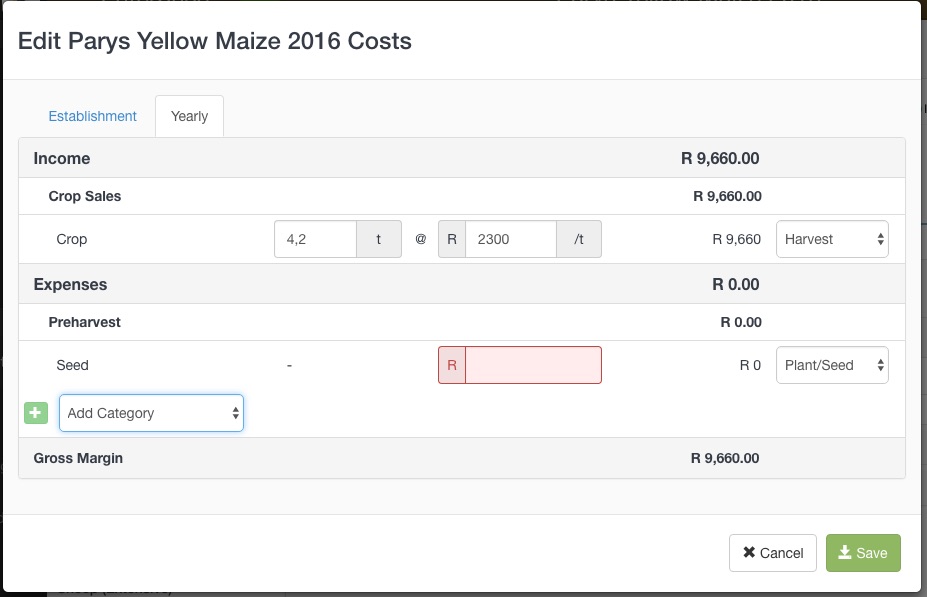 Edit Parys Yellow Maize 2016 Costs
Establishment Yearly
Income R 9,660.00
Crop Sales R 9,660.00
Crop 4,2 t @ R 2300 /t R 9,660 Harvest
Expenses R 0.00
Preharvest R 0.00
Seed - R R 0 Plant/Seed
Add Category
Gross Margin R 9,660.00
Cancel Save